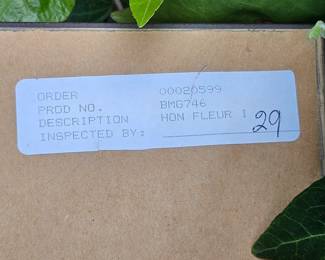 ORDER 00020599
PROD NO. BMG746
DESCRIPTION HON FLEUR I
INSPECTED BY: 29